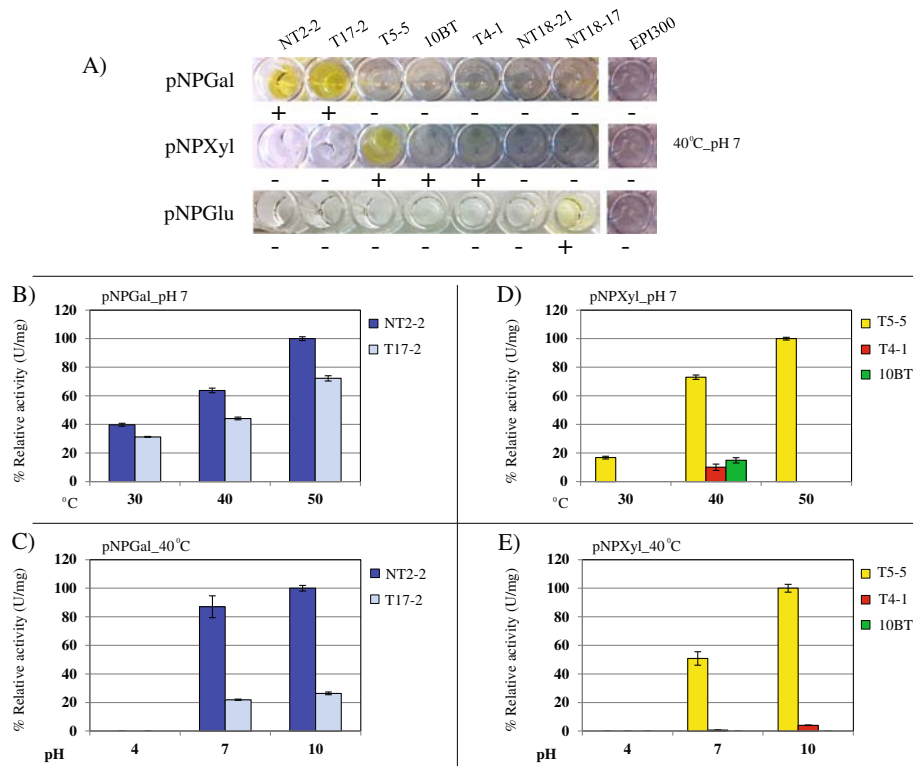 A)
NT2-2 T17-2 T5-5 10BT T4-1 NT18-21 NT18-17 EPI300
pNPGal
+ + - - - - - -
pNPXyl
40°C_pH 7
- - + + + - - -
pNPGlu
- - - - - - + -
B)
pNPGal_pH 7
% Relative activity (U/mg)
120
100
80
60
40
20
0
30 40 50
°C
NT2-2
T17-2
D)
pNPXyl_pH 7
% Relative activity (U/mg)
120
100
80
60
40
20
0
30 40 50
°C
T5-5
T4-1
10BT
C)
pNPGal_40°C
% Relative activity (U/mg)
120
100
80
60
40
20
0
pH 4 7 10
NT2-2
T17-2
E)
pNPXyl_40°C
% Relative activity (U/mg)
120
100
80
60
40
20
0
pH 4 7 10
T5-5
T4-1
10BT